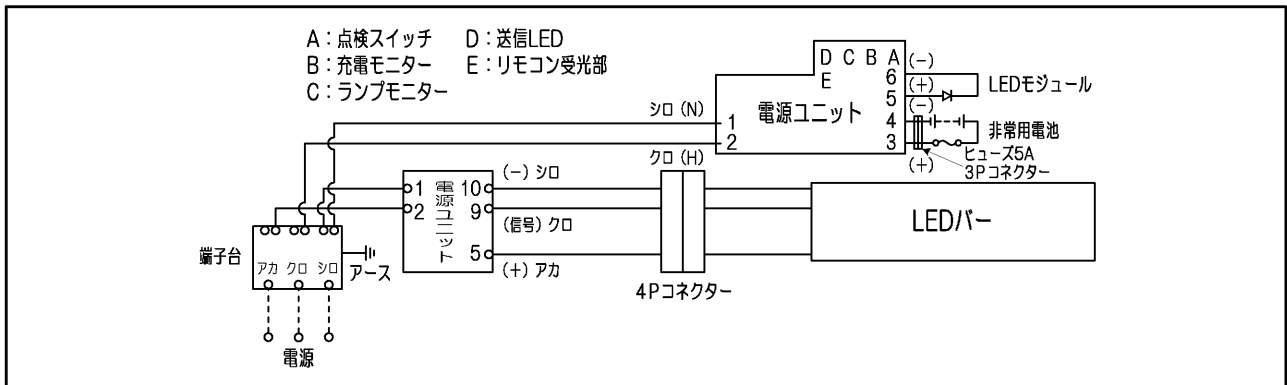 A:点検スイッチ D:送信LED
B:充電モニター E:リモコン受光部
C:ランプモニター
D C B A (-)
E 6 (+)
5 (-)
LEDモジュール
電源ユニット
シロ(N) 1
2
4
3
非常用電池
ヒューズ5A
3Pコネクター
(+)
クロ(H)
(-)シロ
1 電源ユニット 10
2 9
(信号)クロ
5
(+)アカ
LEDバー
4Pコネクター
端子台
アカ クロ シロ
アース
電源